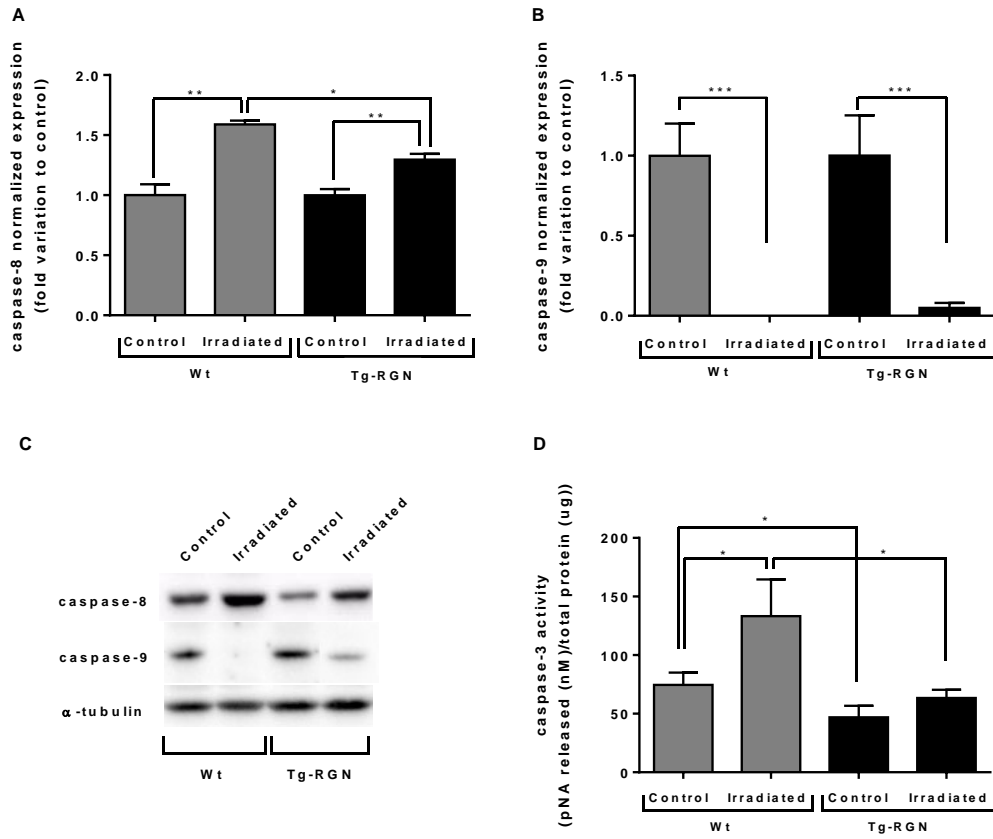 A
caspase-8 normalized expression
(fold variation to control)
2.0
1.5
1.0
0.5
0.0
**
*
**
Control Irradiated Control Irradiated
Wt Tg-RGN
B
caspase-9 normalized expression
(fold variation to control)
1.5
1.0
0.5
0.0
***
***
Control Irradiated Control Irradiated
Wt Tg-RGN
C
Control Irradiated Control Irradiated
caspase-8
caspase-9
α-tubulin
Wt Tg-RGN
D
caspase-3 activity
(pNA released (nM)/total protein (ug))
200
150
100
50
0
*
*
*
Control Irradiated Control Irradiated
Wt Tg-RGN